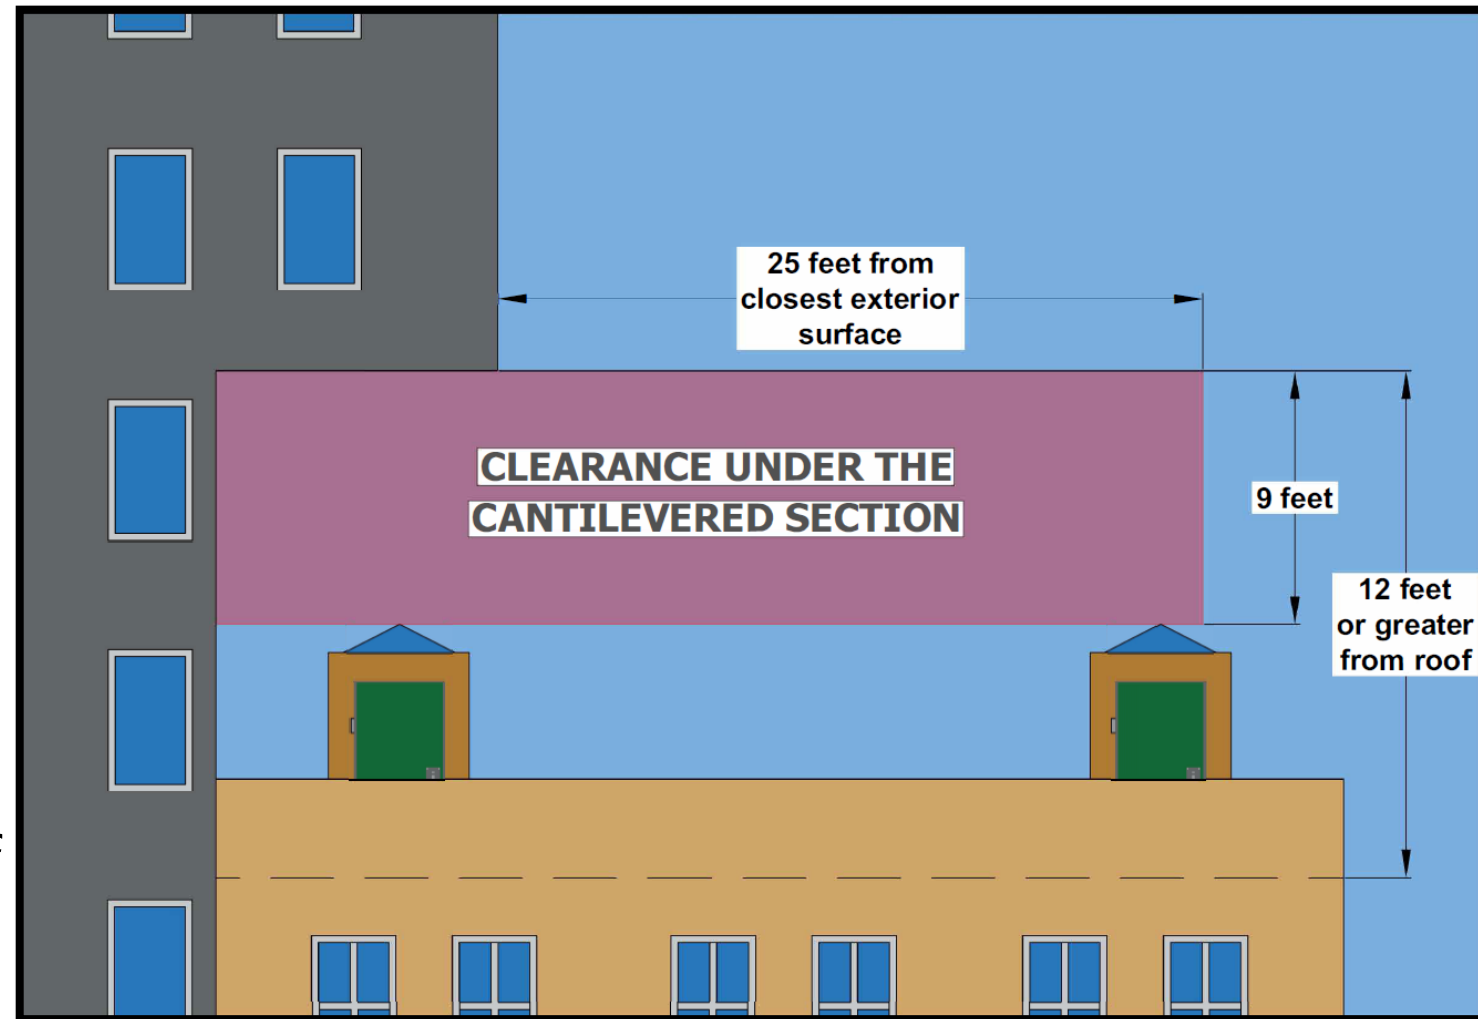 25 feet from
closest exterior
surface
CLEARANCE UNDER THE
CANTILEVERED SECTION
9 feet
12 feet
or greater
from roof